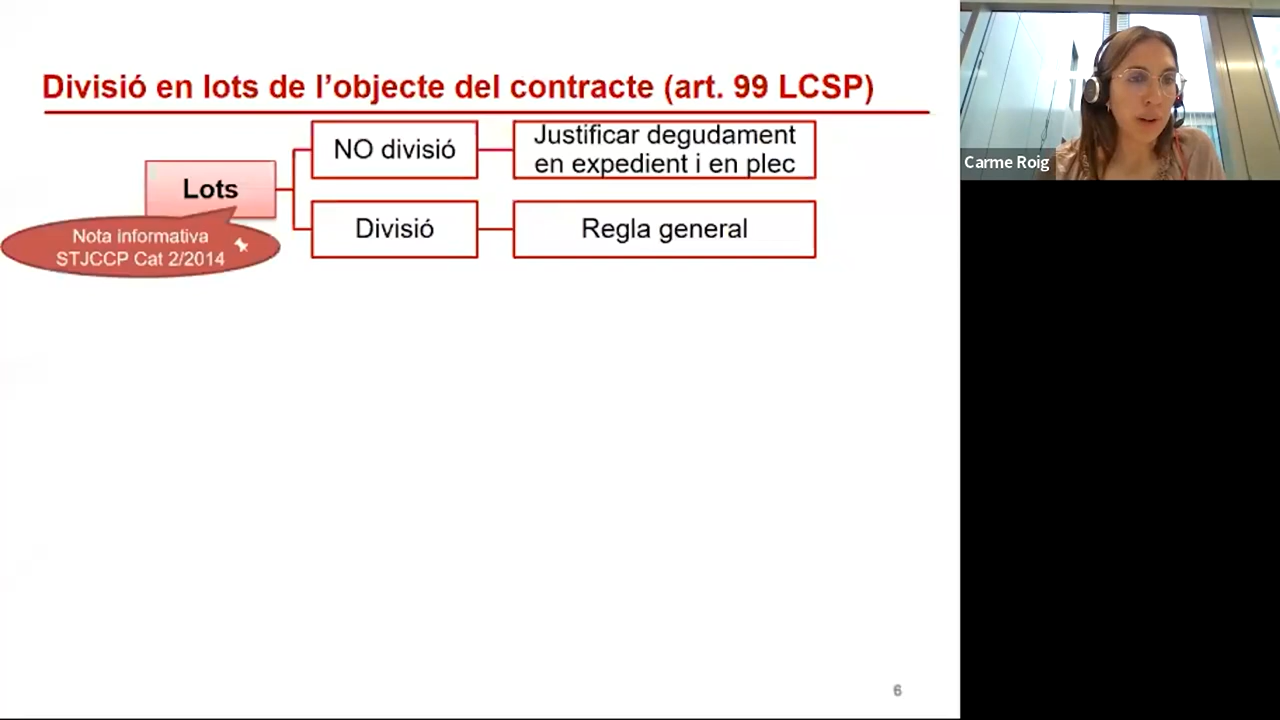 Divisió en lots de l’objecte del contracte (art. 99 LCSP)
Lots
NO divisió
Justificar degudament
en expedient i en plec
Divisió
Regla general
Nota informativa
STJCCP Cat 2/2014
6
Carme Roig